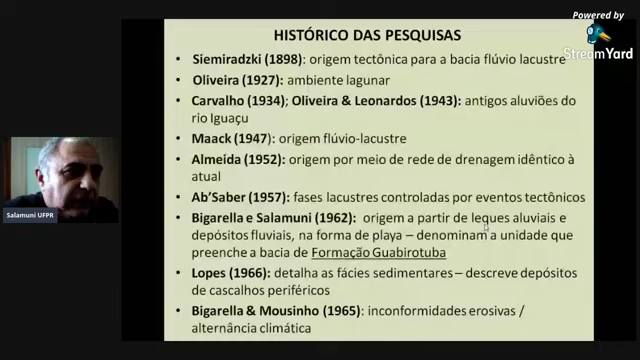 Powered by
StreamYard
HISTÓRICO DAS PESQUISAS
• Siemiradzki (1898): origem tectônica para a bacia flúvio lacustre
• Oliveira (1927): ambiente lagunar
• Carvalho (1934); Oliveira & Leonardos (1943): antigos aluviões do
rio Iguaçu
• Maack (1947): origem flúvio-lacustre
• Almeida (1952): origem por meio de rede de drenagem idêntico à
atual
• Ab’Saber (1957): fases lacustres controladas por eventos tectônicos
• Bigarella e Salamuni (1962): origem a partir de leques aluviais e
depósitos fluviais, na forma de playa – denominam a unidade que
preenche a bacia de Formação Guabirotuba
• Lopes (1966): detalha as fácies sedimentares – descreve depósitos
de cascalhos periféricos
• Bigarella & Mousinho (1965): inconformidades erosivas /
alternância climática
Salamuni UFPR